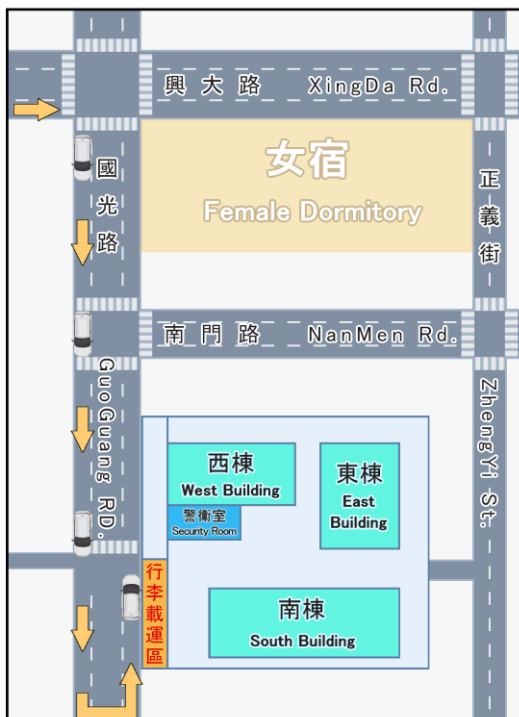 興大路 XingDa Rd.
女宿
Female Dormitory
國光路
正義街
南門路 NanMen Rd.
GuoGuang RD.
ZhengYi St.
西棟
West Building
東棟
East
Building
警衛室
Security Room
行李載運區
南棟
South Building